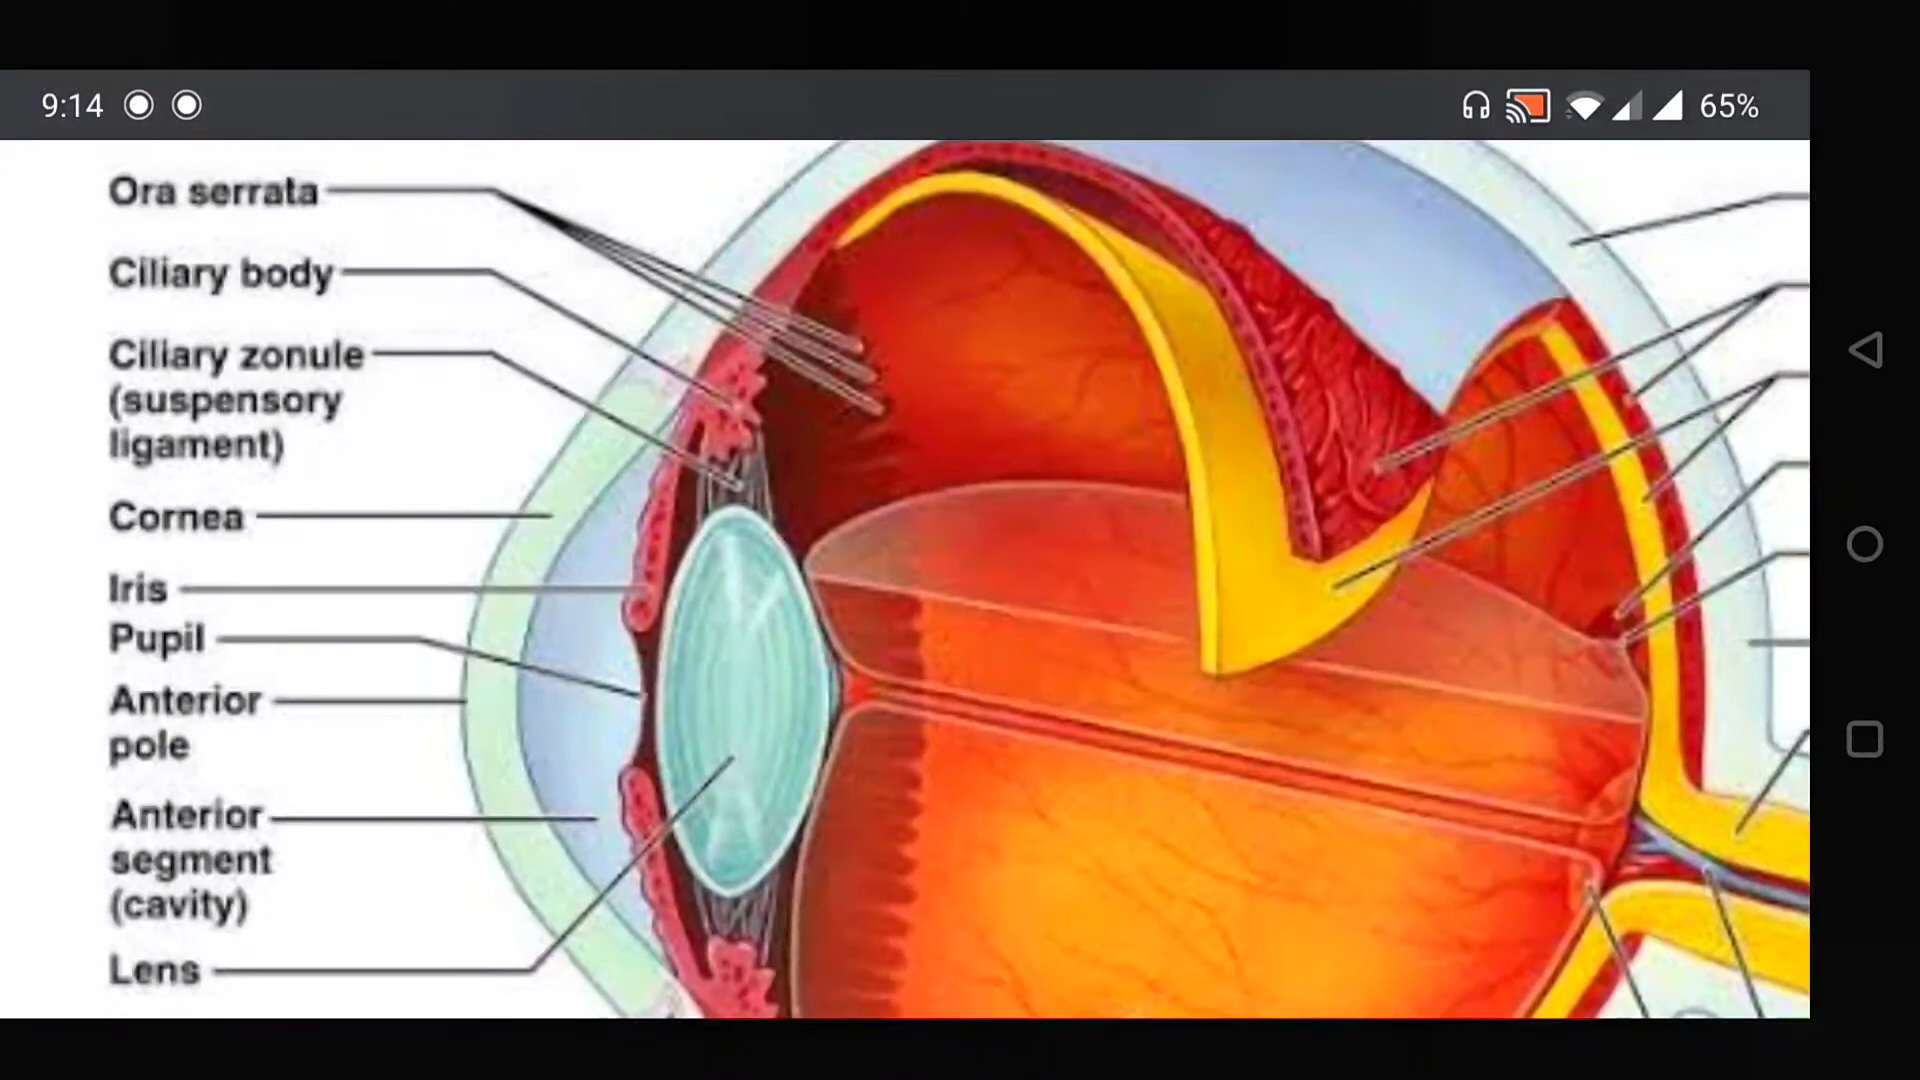 9:14
65%
Ora serrata
Ciliary body
Ciliary zonule
(suspensory
ligament)
Cornea
Iris
Pupil
Anterior
pole
Anterior
segment
(cavity)
Lens